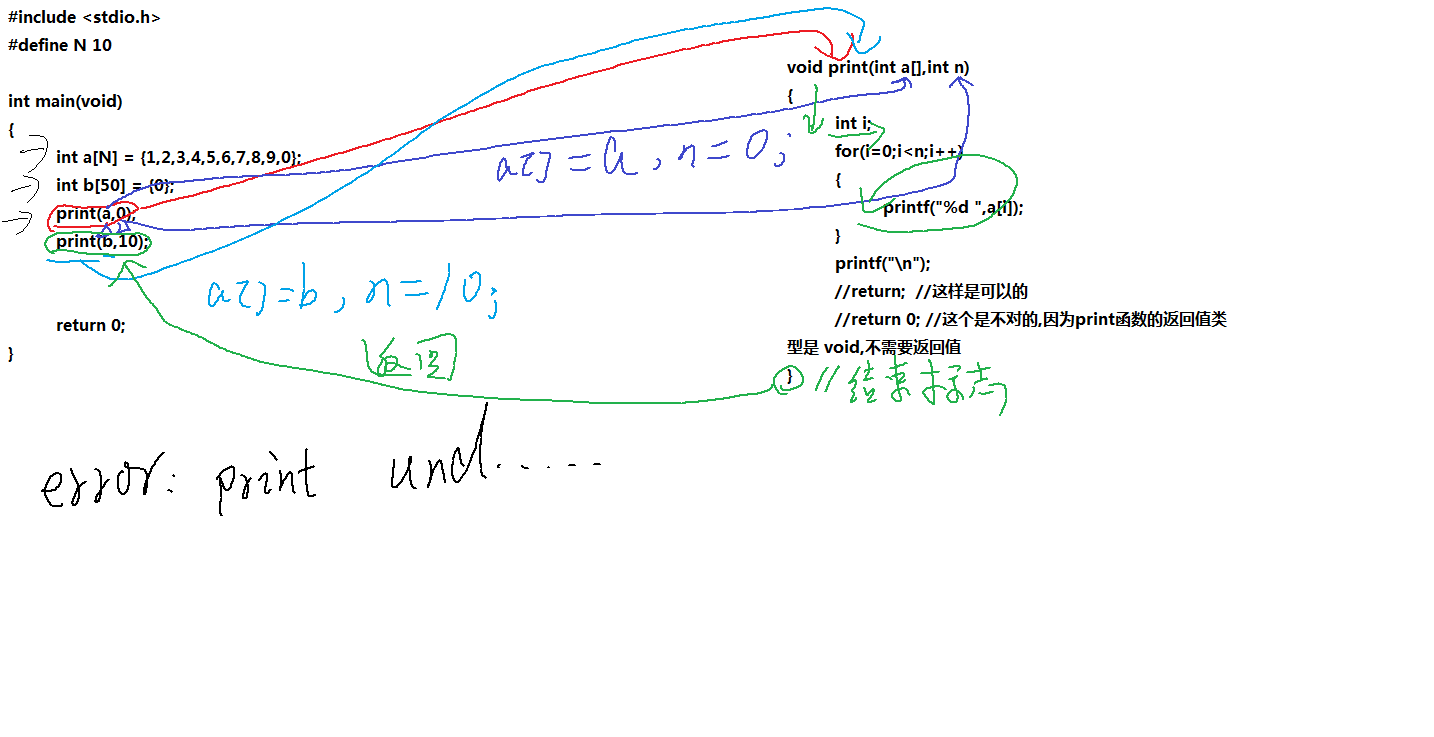 #include <stdio.h>
#define N 10
int main(void)
{
int a[N] = {1,2,3,4,5,6,7,8,9,0};
int b[50] = {0};
print(a,0);
print(b,10);
return 0;
}
void print(int a[],int n)
{
int i;
for(i=0;i<n;i++)
{
printf("%d ",a[i]);
}
printf("\n");
//return;  //这样是可以的
//return 0; //这个是不对的,因为print函数的返回值类
型是 void,不需要返回值
} //结束标志
a[]=a, n=0;
a[]=b, n=10;
返回
error: print und.....